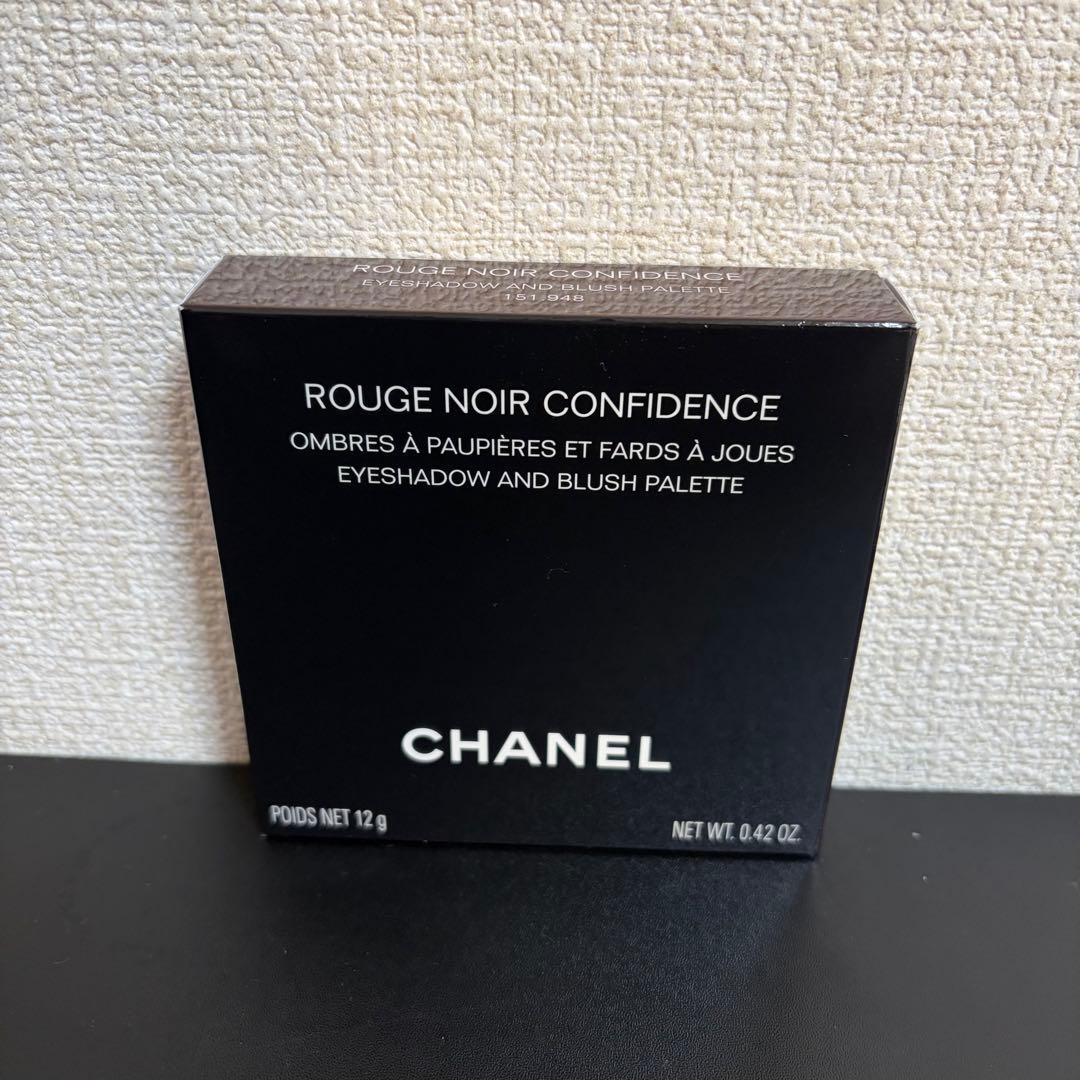 ROUGE NOIR CONFIDENCE
EYESHADOW AND BLUSH PALETTE
151.948
ROUGE NOIR CONFIDENCE
OMBRES À PAUPIÈRES ET FARDS À JOUES
EYESHADOW AND BLUSH PALETTE
CHANEL
POIDS NET 12 g
NET WT. 0.42 OZ.